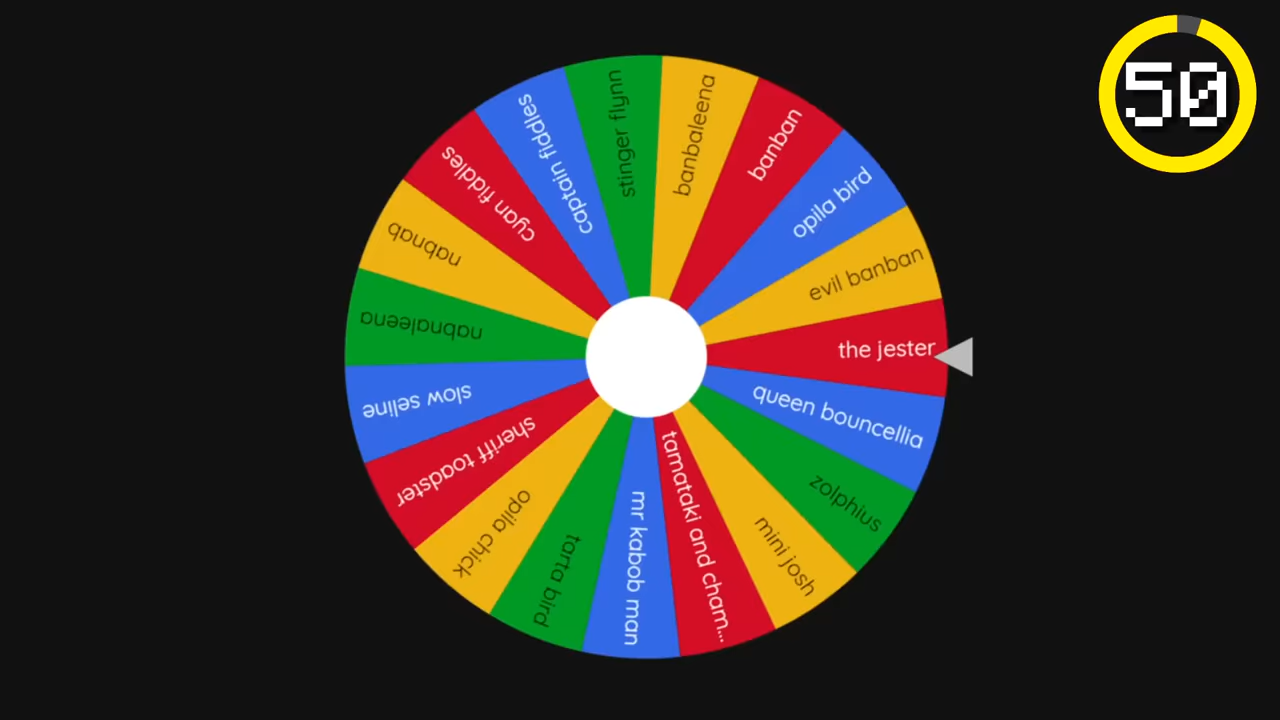 50
stinger flynn
banbaleena
banban
opila bird
evil banban
the jester
queen bouncellia
zolphius
mini josh
tamataki and cham...
mr kabob man
tarta bird
opila chick
sheriff toadster
slow seline
nabnaleena
nabnab
cyan fiddles
captain fiddles